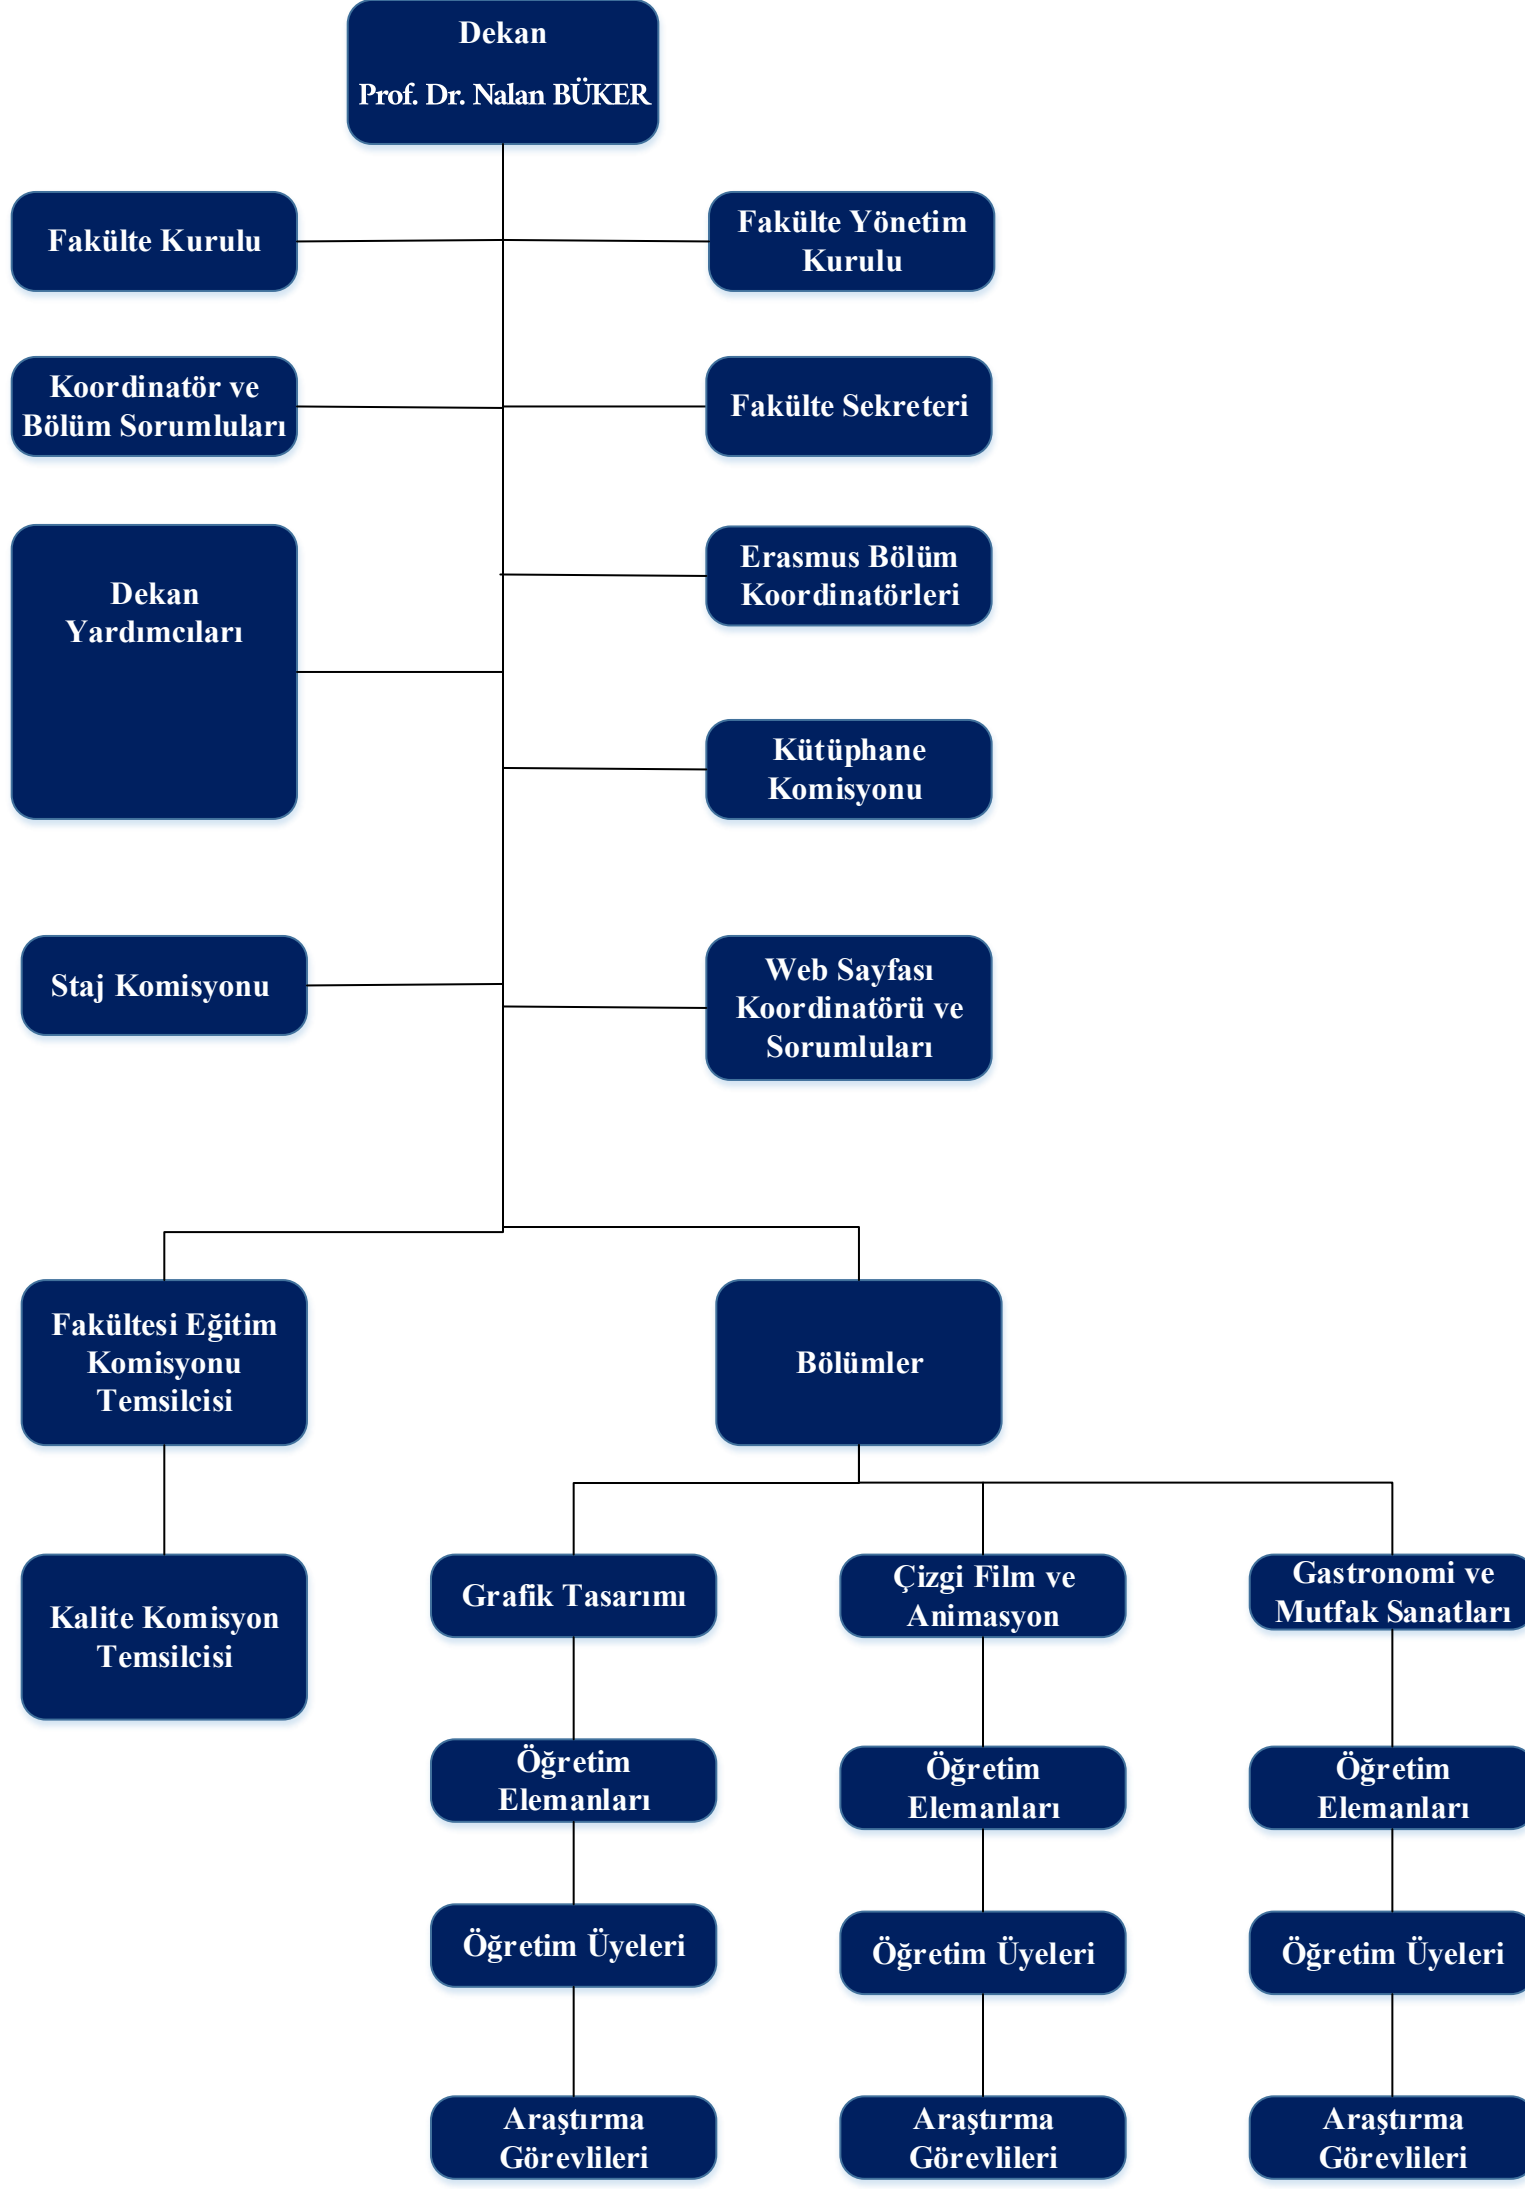 Dekan
Prof. Dr. Nalan BÜKER
Fakülte Kurulu
Fakülte Yönetim
Kurulu
Koordinatör ve
Bölüm Sorumluları
Fakülte Sekreteri
Dekan
Yardımcıları
Erasmus Bölüm
Koordinatörleri
Kütüphane
Komisyonu
Staj Komisyonu
Web Sayfası
Koordinatörü ve
Sorumluları
Fakültesi Eğitim
Komisyonu
Temsilcisi
Bölümler
Kalite Komisyon
Temsilcisi
Grafik Tasarımı
Çizgi Film ve
Animasyon
Gastronomi ve
Mutfak Sanatları
Öğretim
Elemanları
Öğretim
Elemanları
Öğretim
Elemanları
Öğretim Üyeleri
Öğretim Üyeleri
Öğretim Üyeleri
Araştırma
Görevlileri
Araştırma
Görevlileri
Araştırma
Görevlileri